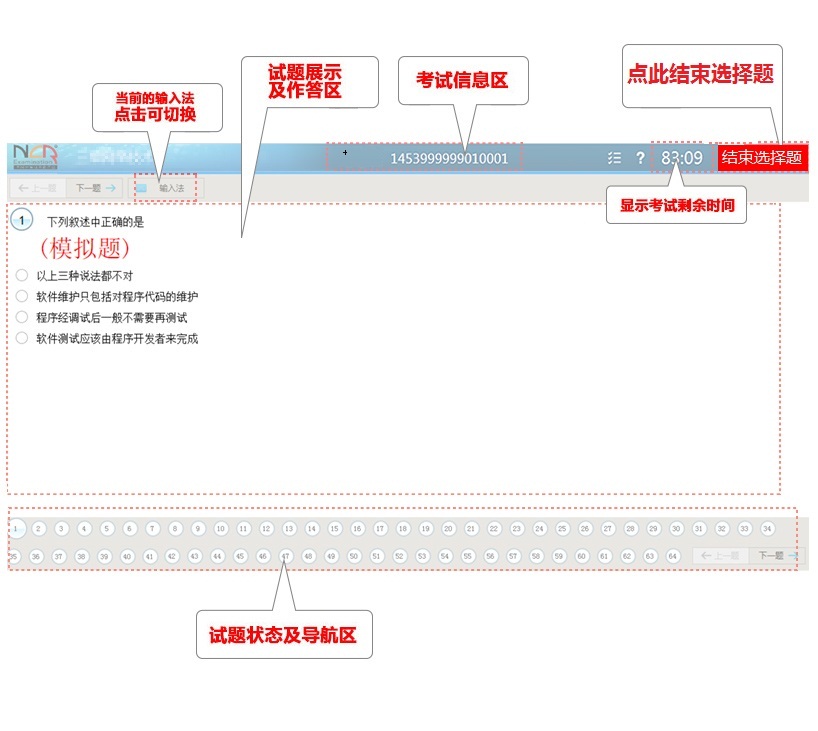 试题展示
及作答区
考试信息区
点此结束选择题
当前的输入法
点击可切换
NCR
Examination
1453999999010001
?
83:09
结束选择题
上一题
下一题
输入法
显示考试剩余时间
1
下列叙述中正确的是
(模拟题)
以上三种说法都不对
软件维护只包括对程序代码的维护
程序经调试后一般不需要再测试
软件测试应该由程序开发者来完成
1 2 3 4 5 6 7 8 9 10 11 12 13 14 15 16 17 18 19 20 21 22 23 24 25 26 27 28 29 30 31 32 33 34
35 36 37 38 39 40 41 42 43 44 45 46 47 48 49 50 51 52 53 54 55 56 57 58 59 60 61 62 63 64 上一题 下一题
试题状态及导航区